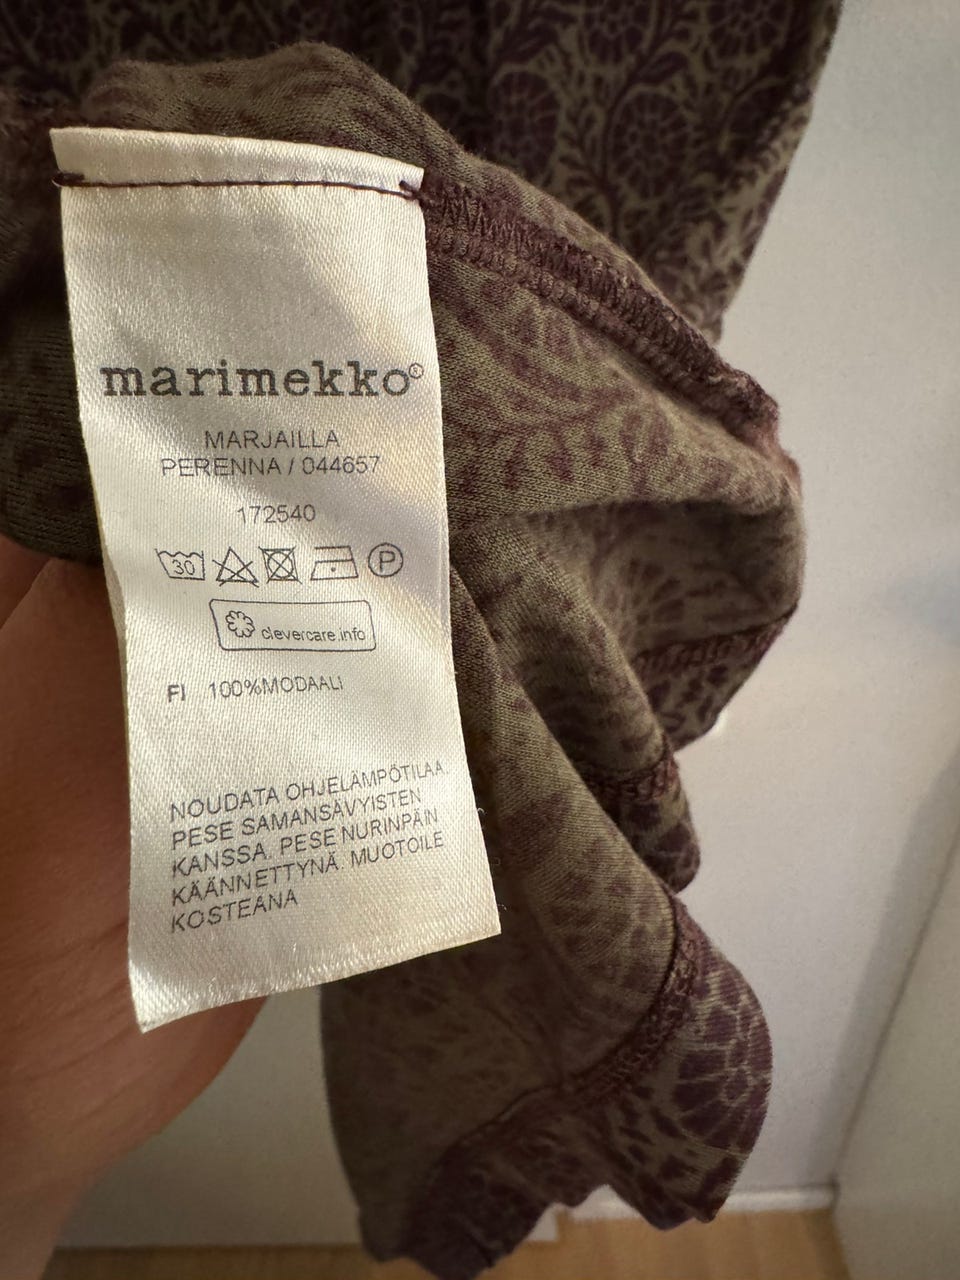 marimekko®
MARJAILLA
PERENNA / 044657
172540
30 P
clevercare.info
FI 100%MODAALI
NOUDATA OHJELÄMPÖTILAA
PESE SAMANSÄVYISTEN
KANSSA. PESE NURINPÄIN
KÄÄNNETTYNÄ. MUOTOILE
KOSTEANA